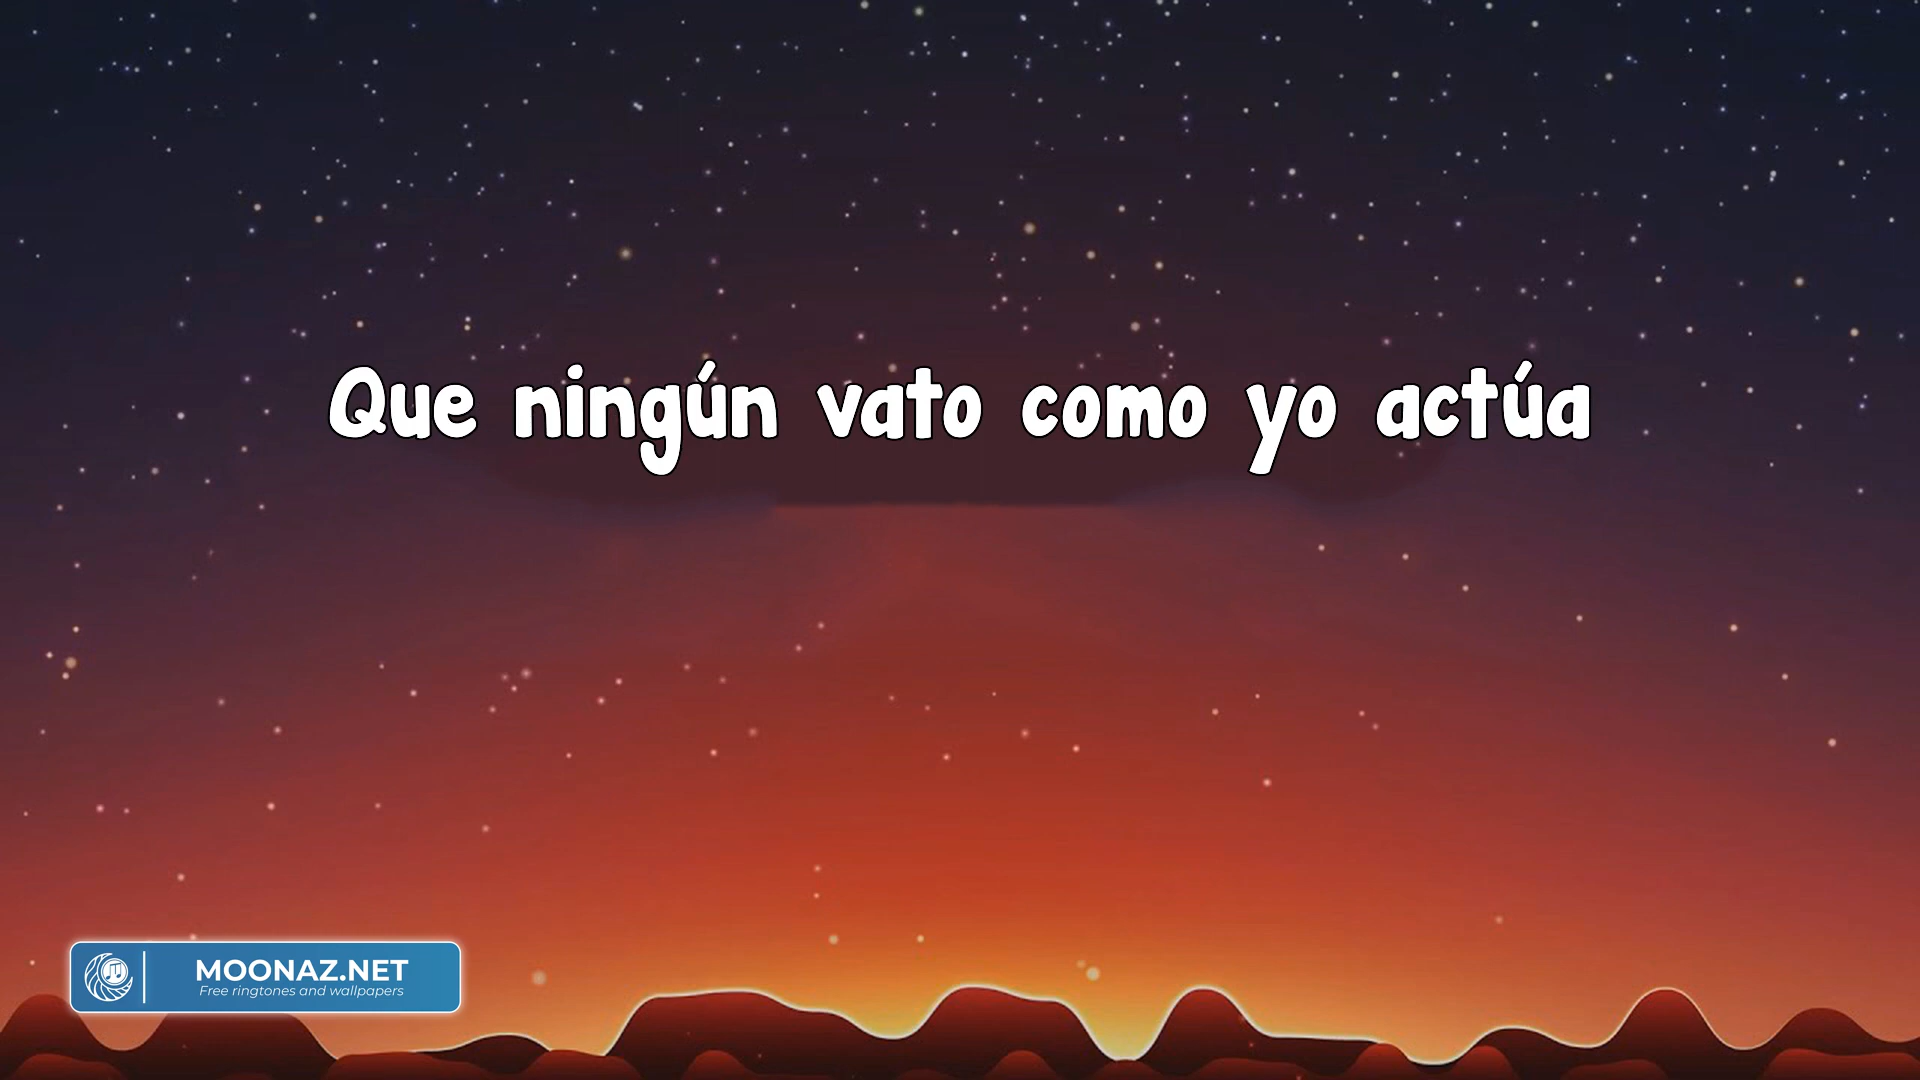 Que ningún vato como yo actúa
MOONAZ.NET
Free ringtones and wallpapers